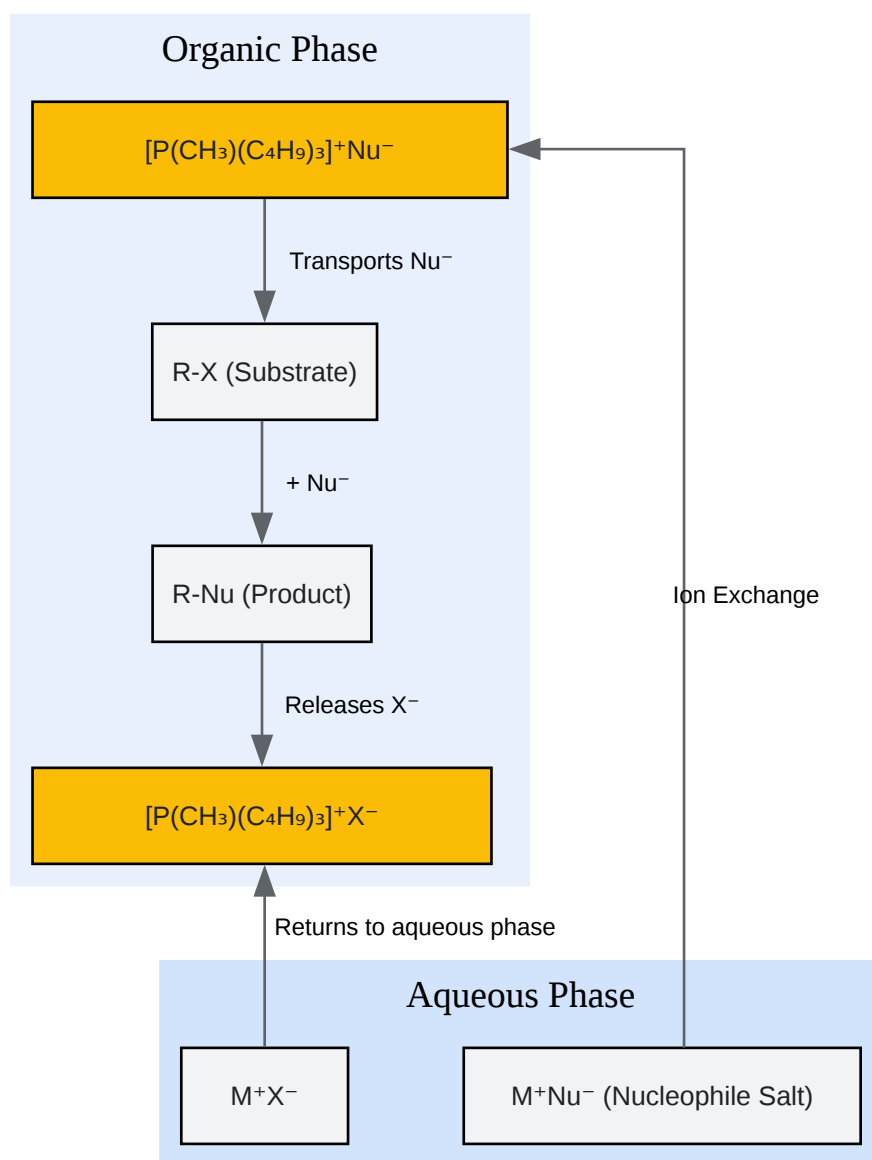 Organic Phase
[P(CH₃)(C₄H₉)₃]⁺Nu⁻
Transports Nu⁻
R-X (Substrate)
+ Nu⁻
R-Nu (Product)
Ion Exchange
Releases X⁻
[P(CH₃)(C₄H₉)₃]⁺X⁻
Returns to aqueous phase
Aqueous Phase
M⁺X⁻
M⁺Nu⁻ (Nucleophile Salt)